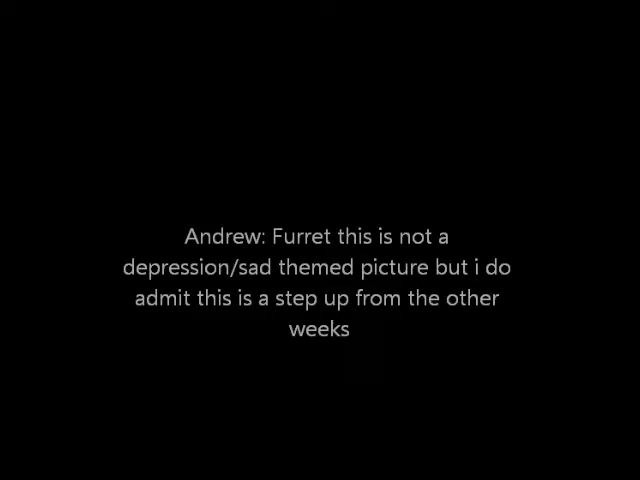 Andrew: Furret this is not a
depression/sad themed picture but i do
admit this is a step up from the other
weeks